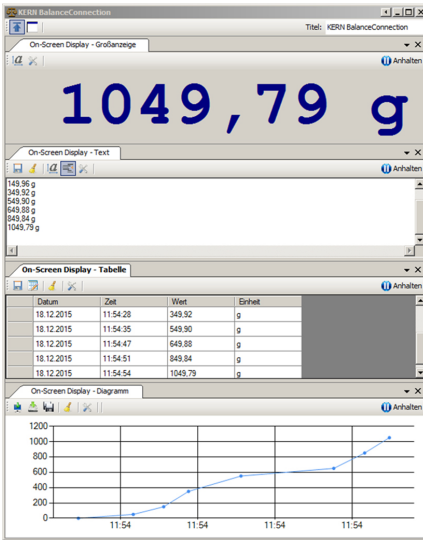 KERN BalanceConnection
Titel: KERN BalanceConnection
On-Screen Display - Großanzeige
Anhalten
1049,79 g
On-Screen Display - Text
Anhalten
149,96 g
349,92 g
549,90 g
649,88 g
849,84 g
1049,79 g
On-Screen Display - Tabelle
Anhalten
Datum Zeit Wert Einheit
18.12.2015 11:54:28 349,92 g
18.12.2015 11:54:35 549,90 g
18.12.2015 11:54:47 649,88 g
18.12.2015 11:54:51 849,84 g
18.12.2015 11:54:54 1049,79 g
On-Screen Display - Diagramm
Anhalten
1200
1000
800
600
400
200
0
11:54 11:54 11:54 11:54